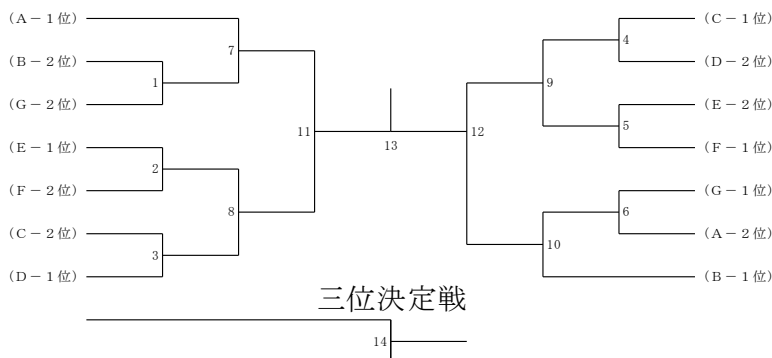 (A－1位)
(B－2位)
(G－2位)
(E－1位)
(F－2位)
(C－2位)
(D－1位)
7
1
2
8
3
11
13
12
9
4
5
10
6
(C－1位)
(D－2位)
(E－2位)
(F－1位)
(G－1位)
(A－2位)
(B－1位)
三位決定戦
14